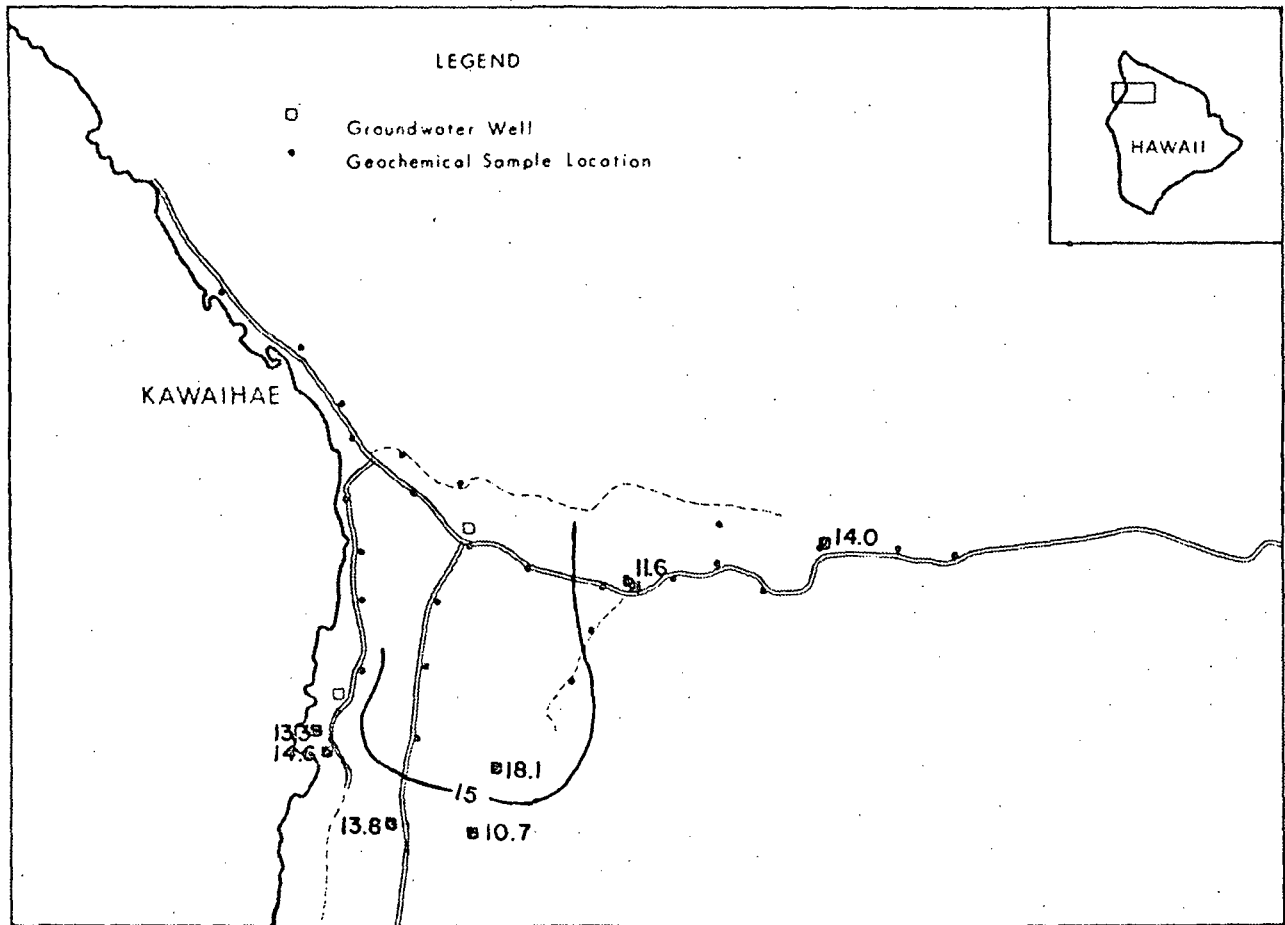 LEGEND
Groundwater Well
Geochemical Sample Location
HAWAII
KAWAIHAE
14.0
11.6
13.3
14.6
18.1
15
13.8
10.7